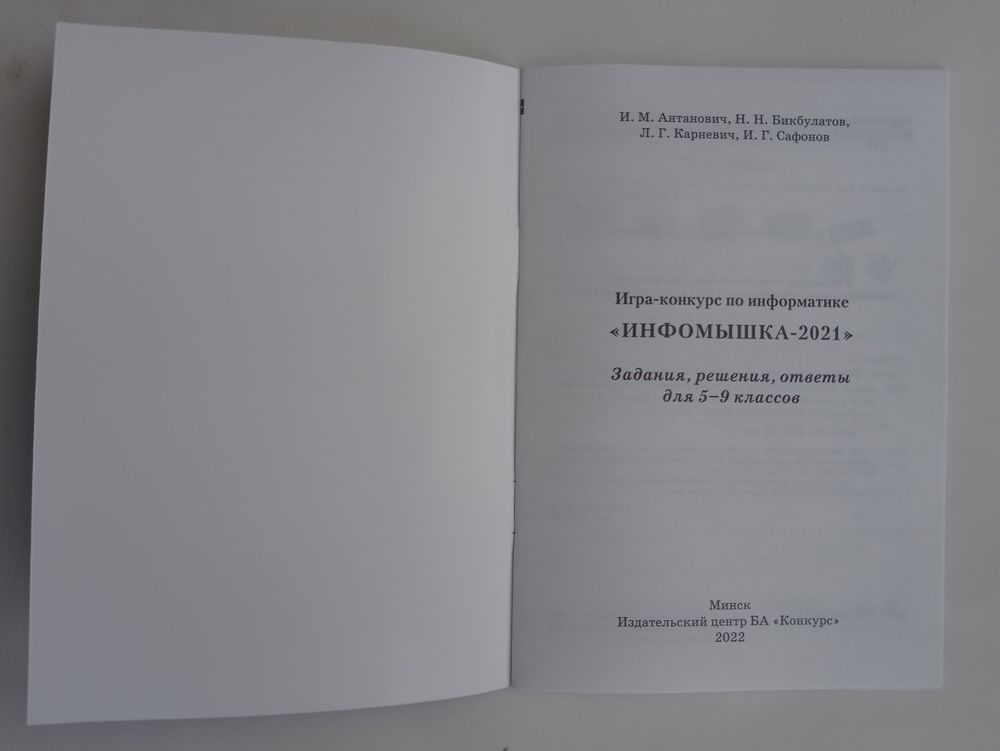 И. М. Антанович, Н. Н. Бикбулатов,
Л. Г. Карневич, И. Г. Сафонов
Игра-конкурс по информатике
«ИНФОМЫШКА-2021»
Задания, решения, ответы
для 5–9 классов
Минск
Издательский центр БА «Конкурс»
2022